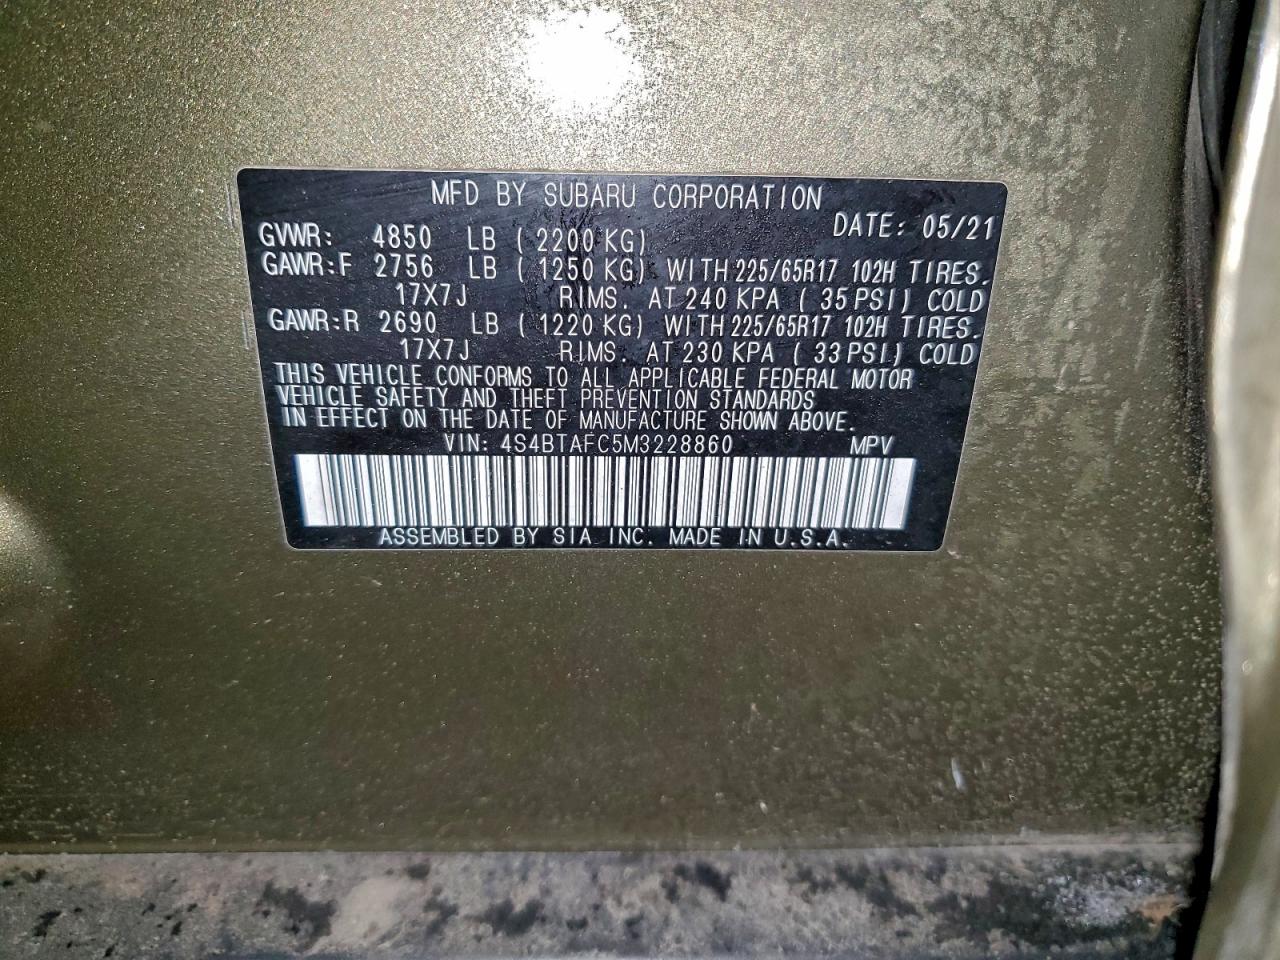 MFD BY SUBARU CORPORATION
DATE: 05/21
GVWR: 4850 LB ( 2200 KG)
GAWR:F 2756 LB ( 1250 KG) WITH 225/65R17 102H TIRES.
17X7J RIMS. AT 240 KPA ( 35 PSI) COLD
GAWR:R 2690 LB ( 1220 KG) WITH 225/65R17 102H TIRES.
17X7J RIMS. AT 230 KPA ( 33 PSI) COLD
THIS VEHICLE CONFORMS TO ALL APPLICABLE FEDERAL MOTOR
VEHICLE SAFETY AND THEFT PREVENTION STANDARDS
IN EFFECT ON THE DATE OF MANUFACTURE SHOWN ABOVE.
VIN: 4S4BTAFC5M3228860 MPV
ASSEMBLED BY SIA INC. MADE IN U.S.A.